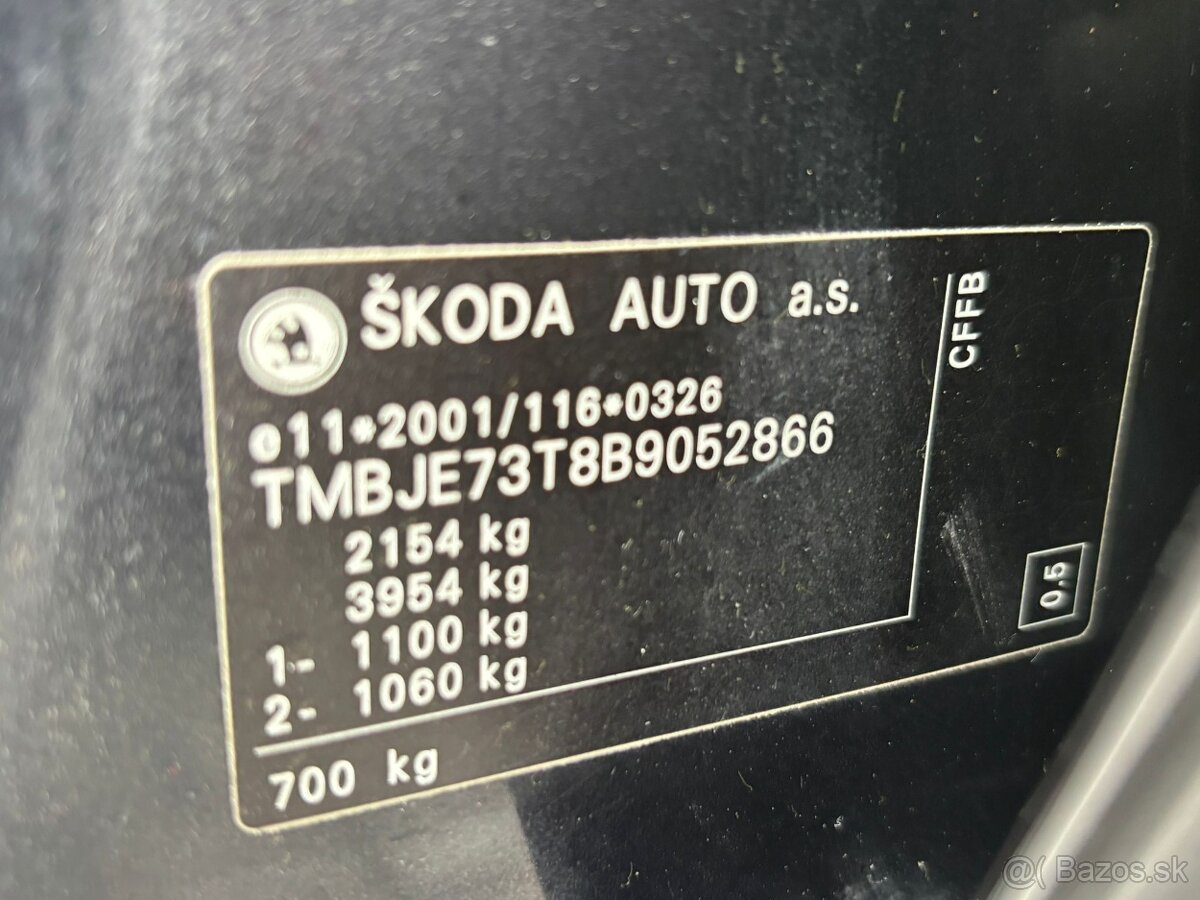 ŠKODA AUTO a.s.
e11*2001/116*0326
TMBJE73T8B9052866
2154 kg
3954 kg
1- 1100 kg
2- 1060 kg
700 kg
CFFB
0.5
@( Bazos.sk